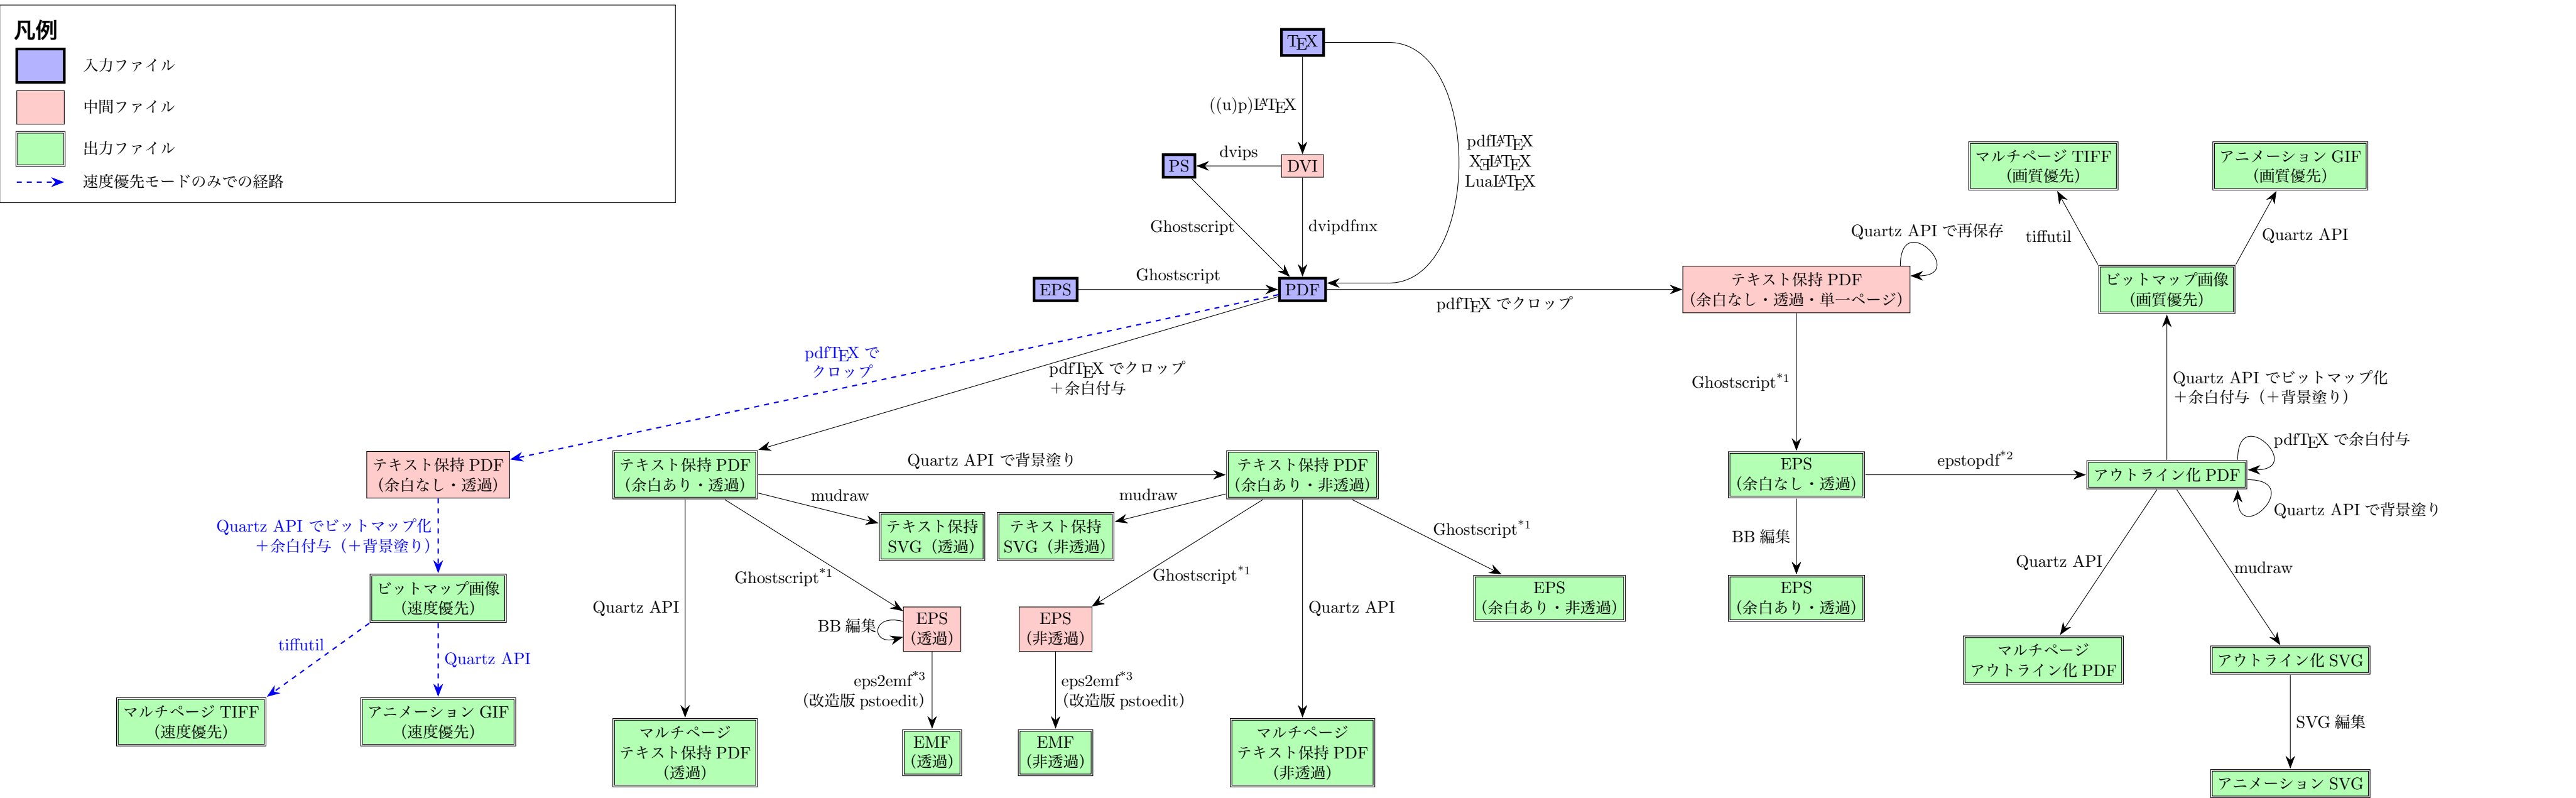 凡例
入力ファイル
中間ファイル
出力ファイル
速度優先モードのみでの経路
TEX
((u)p)LATEX
pdfLATEX
XELATEX
LuaLATEX
PS
dvips
DVI
Ghostscript
dvipdfmx
EPS
Ghostscript
PDF
pdfTEX でクロップ
Quartz API で再保存
テキスト保持 PDF
(余白なし・透過・単一ページ)
マルチページ TIFF
(画質優先)
アニメーション GIF
(画質優先)
tiffutil
Quartz API
ビットマップ画像
(画質優先)
pdfTEX で
クロップ
pdfTEX でクロップ
＋余白付与
Ghostscript*1
Quartz API でビットマップ化
＋余白付与（＋背景塗り）
テキスト保持 PDF
(余白なし・透過)
テキスト保持 PDF
(余白あり・透過)
Quartz API で背景塗り
テキスト保持 PDF
(余白あり・非透過)
EPS
(余白なし・透過)
epstopdf*2
アウトライン化 PDF
pdfTEX で余白付与
Quartz API で背景塗り
mudraw
mudraw
テキスト保持
SVG（透過）
テキスト保持
SVG（非透過）
Quartz API でビットマップ化
＋余白付与（＋背景塗り）
Ghostscript*1
BB 編集
Ghostscript*1
Ghostscript*1
Quartz API
mudraw
ビットマップ画像
(速度優先)
Quartz API
Quartz API
EPS
(余白あり・非透過)
EPS
(余白あり・透過)
BB 編集
EPS
(透過)
EPS
(非透過)
tiffutil
Quartz API
マルチページ
アウトライン化 PDF
アウトライン化 SVG
eps2emf*3
(改造版 pstoedit)
eps2emf*3
(改造版 pstoedit)
マルチページ TIFF
(速度優先)
アニメーション GIF
(速度優先)
マルチページ
テキスト保持 PDF
(透過)
EMF
(透過)
EMF
(非透過)
マルチページ
テキスト保持 PDF
(非透過)
SVG 編集
アニメーション SVG